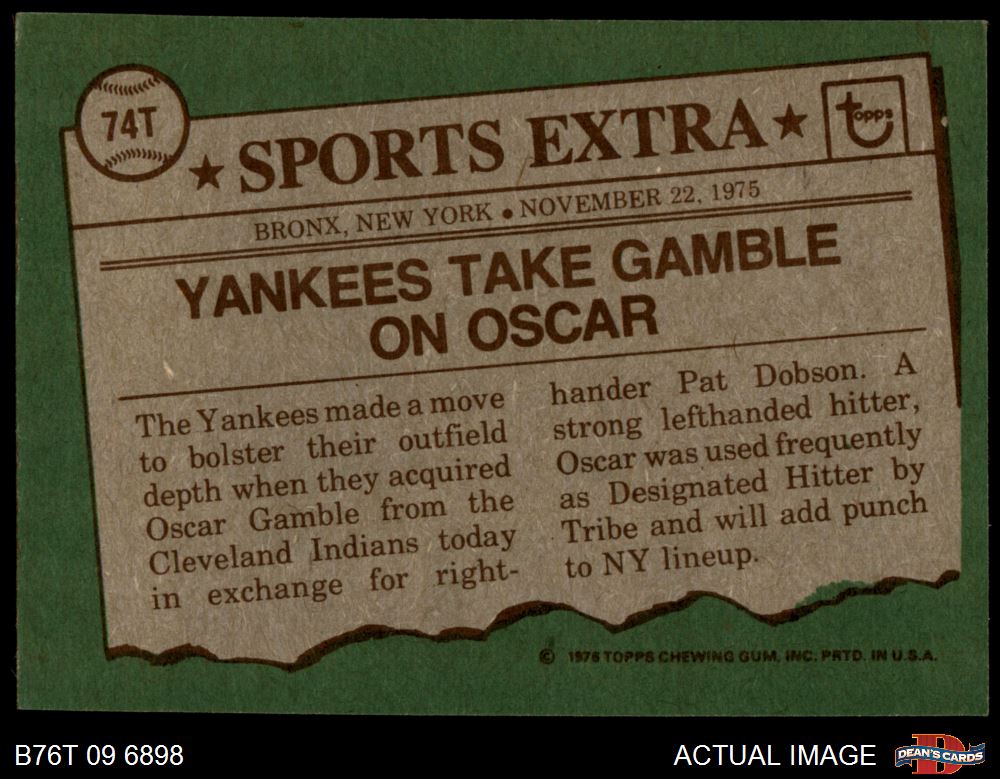 74T
★ SPORTS EXTRA ★
topps
BRONX, NEW YORK • NOVEMBER 22, 1975
YANKEES TAKE GAMBLE
ON OSCAR
The Yankees made a move
to bolster their outfield
depth when they acquired
Oscar Gamble from the
Cleveland Indians today
in exchange for right-
hander Pat Dobson. A
strong lefthanded hitter,
Oscar was used frequently
as Designated Hitter by
Tribe and will add punch
to NY lineup.
© 1976 TOPPS CHEWING GUM, INC. PRTD. IN U.S.A.
B76T 09 6898
ACTUAL IMAGE
DEAN'S CARDS